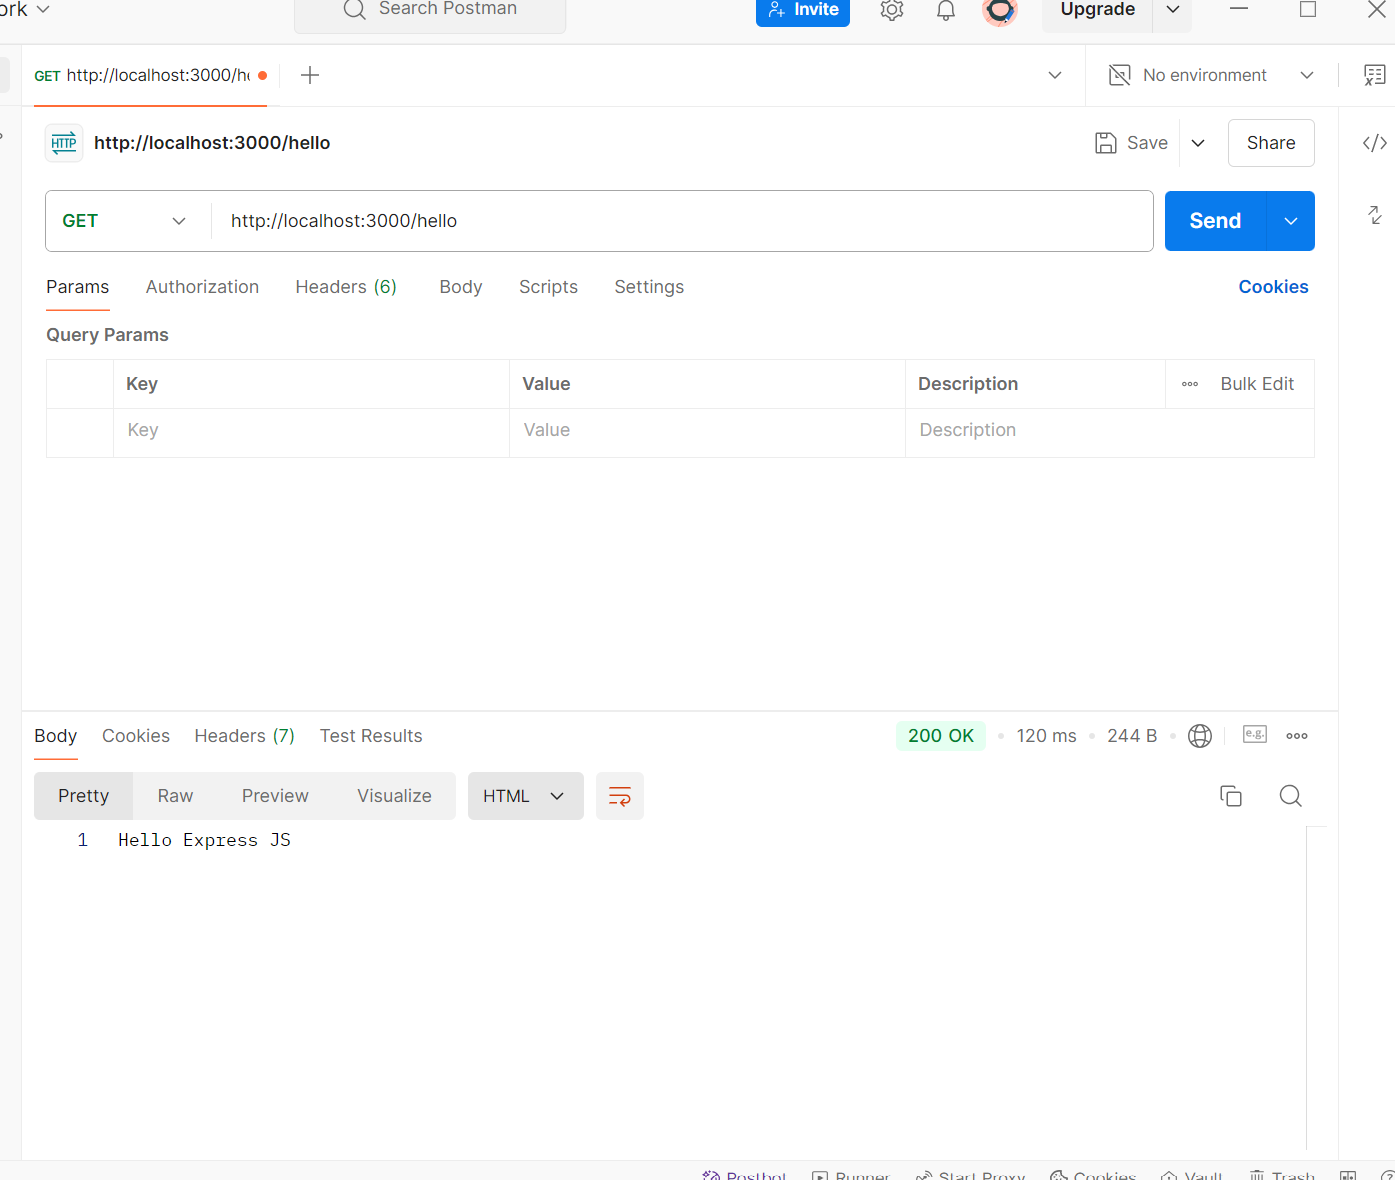 ork
Search Postman
Invite
Upgrade
GET http://localhost:3000/h
No environment
HTTP http://localhost:3000/hello
Save
Share
GET
http://localhost:3000/hello
Send
Params Authorization Headers (6) Body Scripts Settings Cookies
Query Params
Key Value Description Bulk Edit
Key Value Description
Body Cookies Headers (7) Test Results 200 OK 120 ms 244 B e.g.
Pretty Raw Preview Visualize HTML
1 Hello Express JS
Postbot Runner Start Proxy Cookies Vault Trash